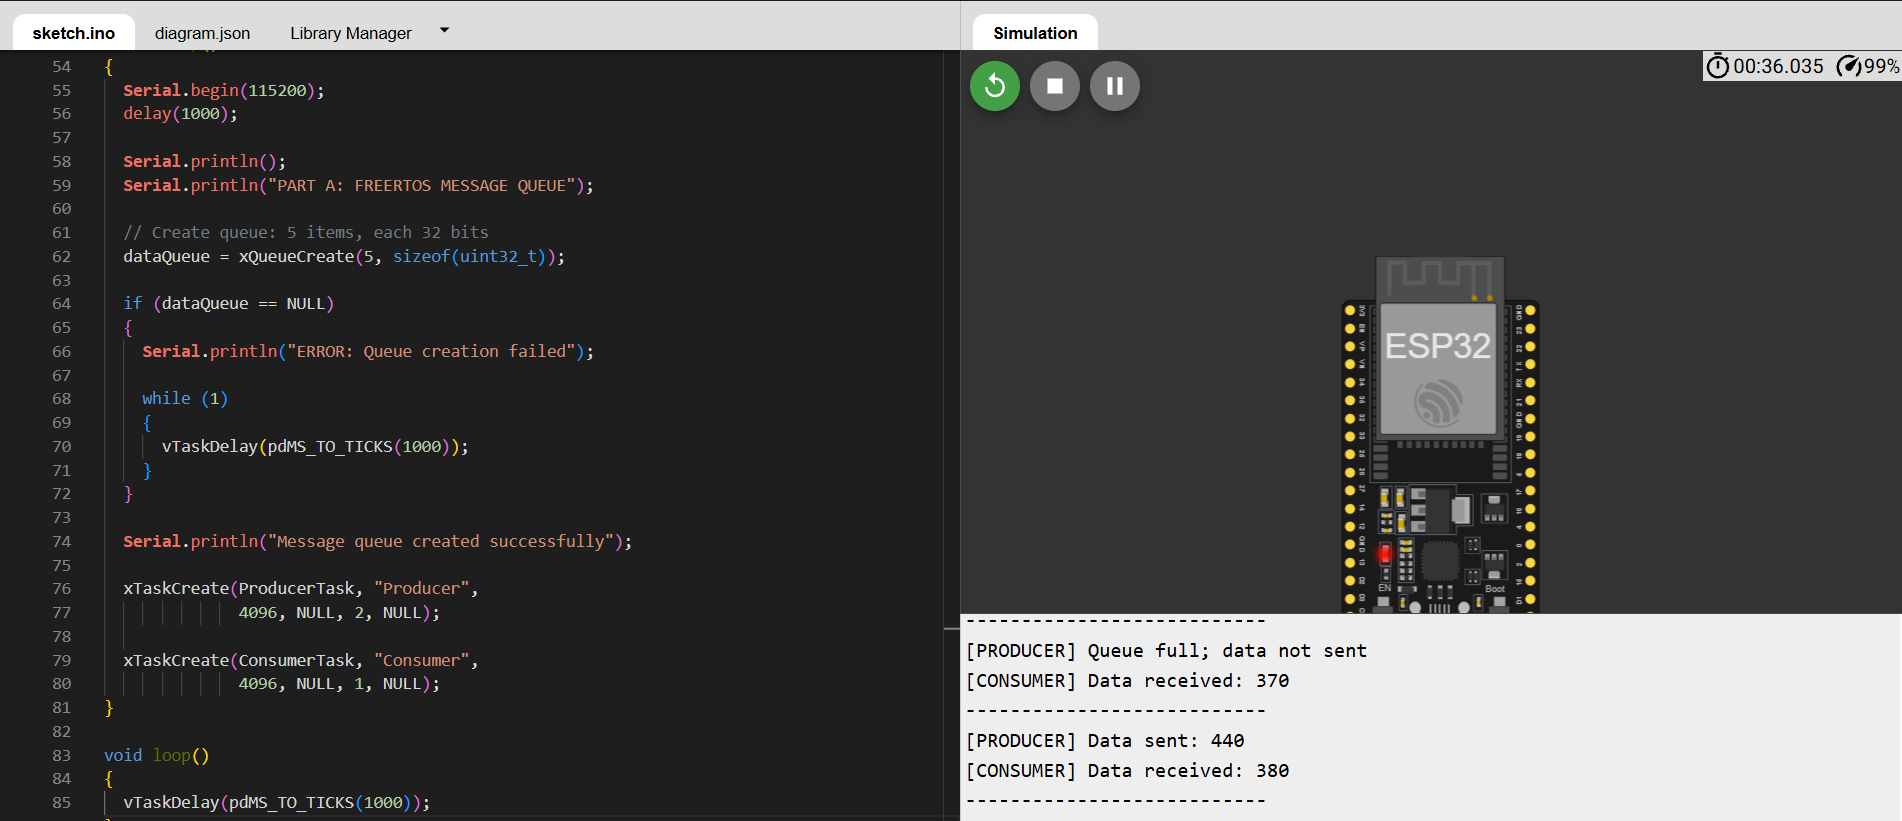 sketch.ino diagram.json Library Manager
54 {
55 Serial.begin(115200);
56 delay(1000);
57
58 Serial.println();
59 Serial.println("PART A: FREERTOS MESSAGE QUEUE");
60
61 // Create queue: 5 items, each 32 bits
62 dataQueue = xQueueCreate(5, sizeof(uint32_t));
63
64 if (dataQueue == NULL)
65 {
66 Serial.println("ERROR: Queue creation failed");
67
68 while (1)
69 {
70 vTaskDelay(pdMS_TO_TICKS(1000));
71 }
72 }
73
74 Serial.println("Message queue created successfully");
75
76 xTaskCreate(ProducerTask, "Producer",
77 4096, NULL, 2, NULL);
78
79 xTaskCreate(ConsumerTask, "Consumer",
80 4096, NULL, 1, NULL);
81 }
82
83 void loop()
84 {
85 vTaskDelay(pdMS_TO_TICKS(1000));
Simulation
00:36.035 99%
ESP32
EN
Boot
---------------------------
[PRODUCER] Queue full; data not sent
[CONSUMER] Data received: 370
---------------------------
[PRODUCER] Data sent: 440
[CONSUMER] Data received: 380
---------------------------